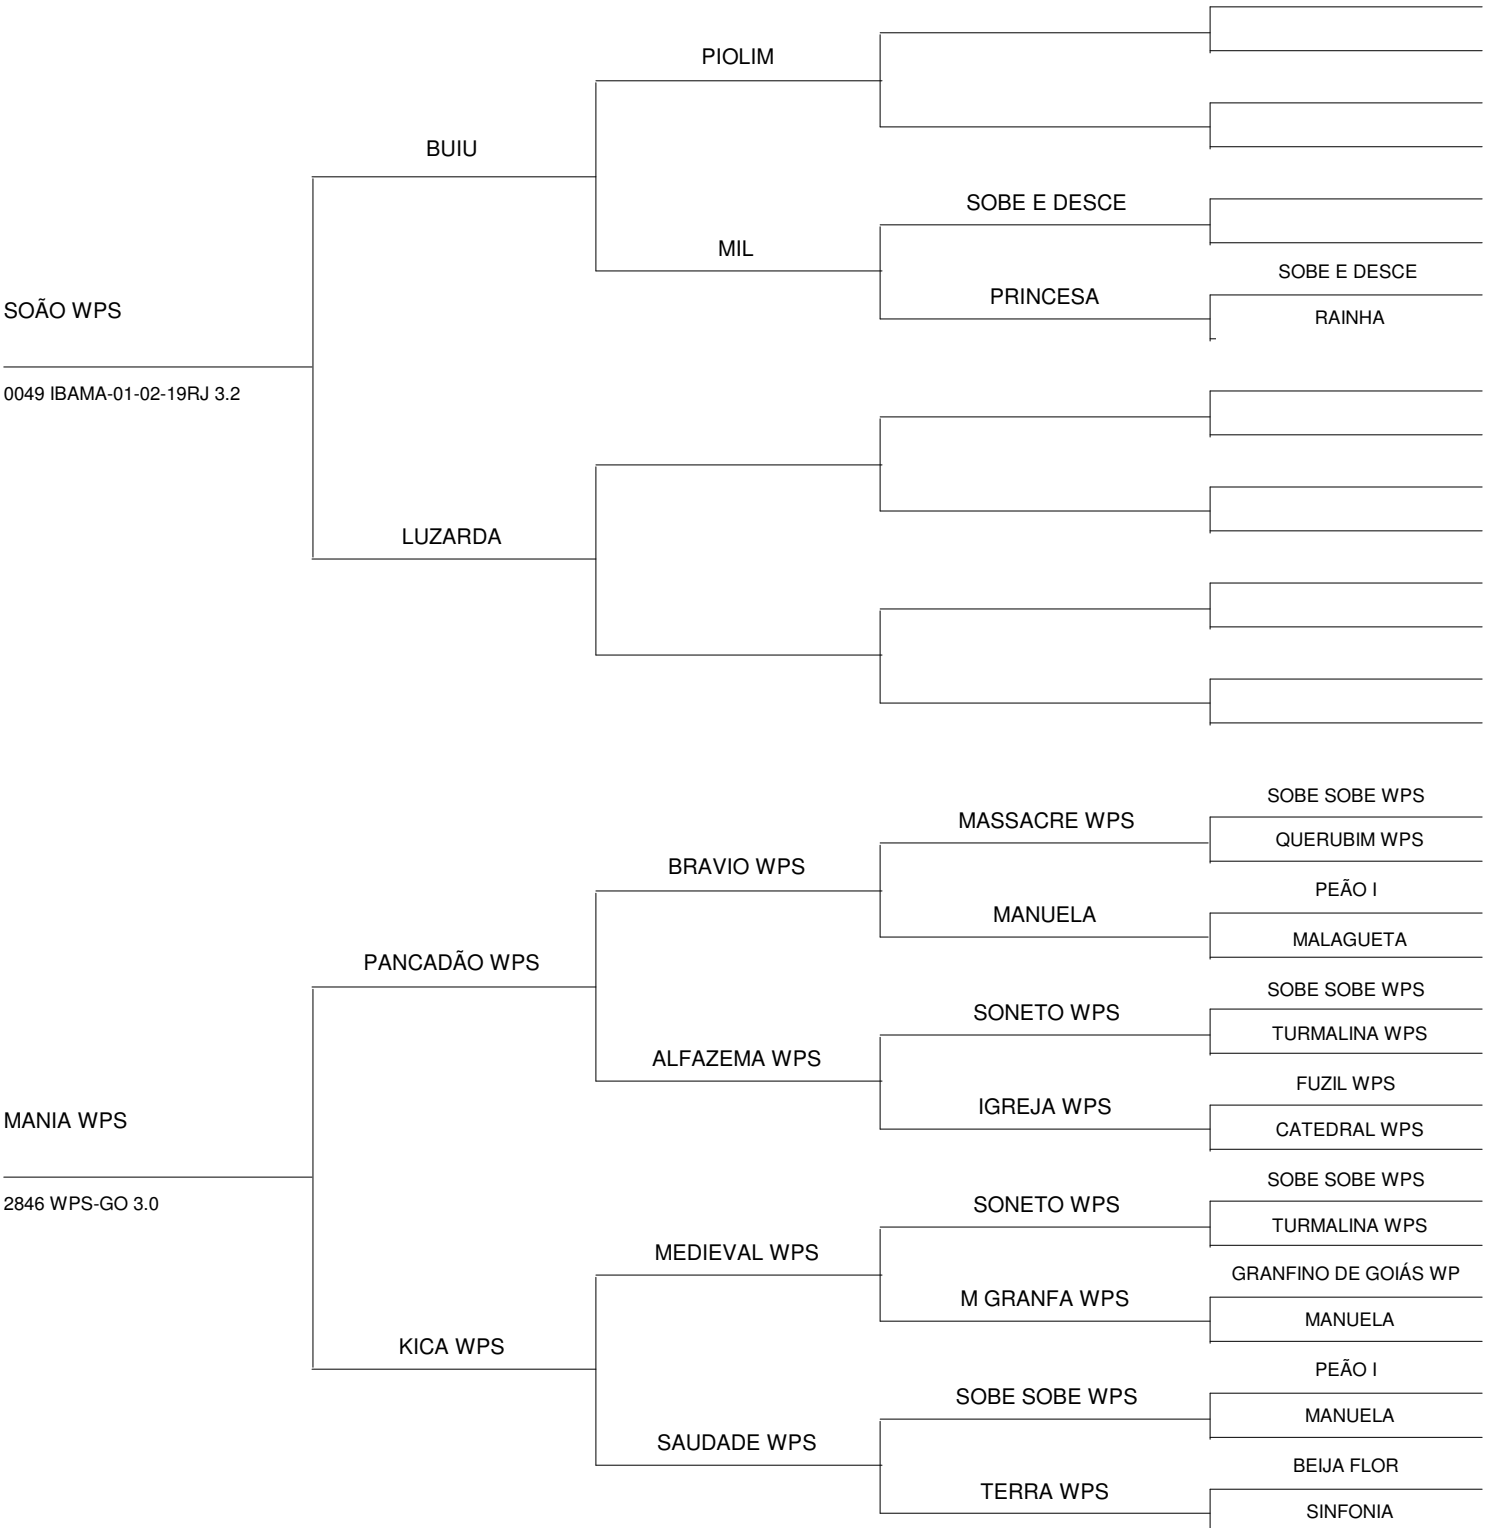 PIOLIM
BUIU
SOBE E DESCE
MIL
SOBE E DESCE
PRINCESA
SOÃO WPS
RAINHA
0049 IBAMA-01-02-19RJ 3.2
LUZARDA
SOBE SOBE WPS
MASSACRE WPS
QUERUBIM WPS
BRAVIO WPS
PEÃO I
MANUELA
MALAGUETA
PANCADÃO WPS
SOBE SOBE WPS
SONETO WPS
TURMALINA WPS
ALFAZEMA WPS
FUZIL WPS
IGREJA WPS
MANIA WPS
CATEDRAL WPS
SOBE SOBE WPS
2846 WPS-GO 3.0
SONETO WPS
TURMALINA WPS
MEDIEVAL WPS
GRANFINO DE GOIÁS WP
M GRANFA WPS
MANUELA
KICA WPS
PEÃO I
SOBE SOBE WPS
MANUELA
SAUDADE WPS
BEIJA FLOR
TERRA WPS
SINFONIA